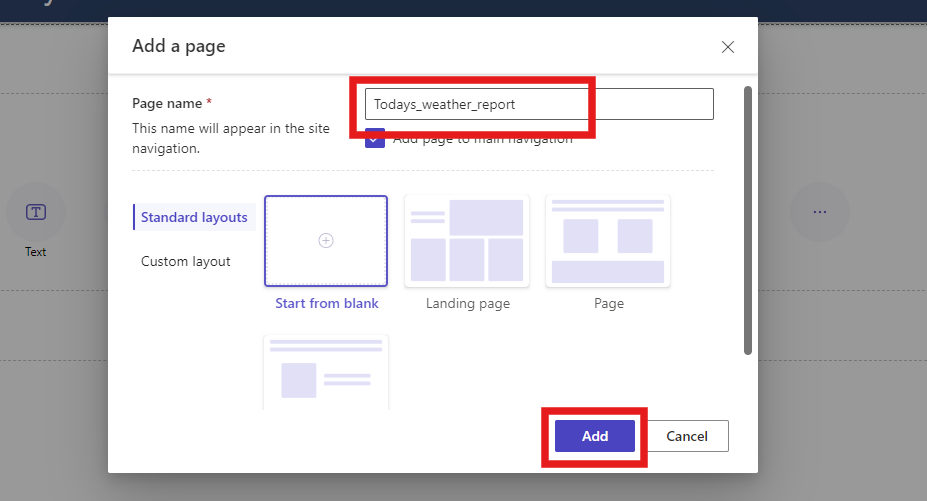 Add a page
Page name *
Todays_weather_report
This name will appear in the site
navigation.
Add page to main navigation
Standard layouts
Custom layout
Start from blank
Landing page
Page
Text
Add
Cancel